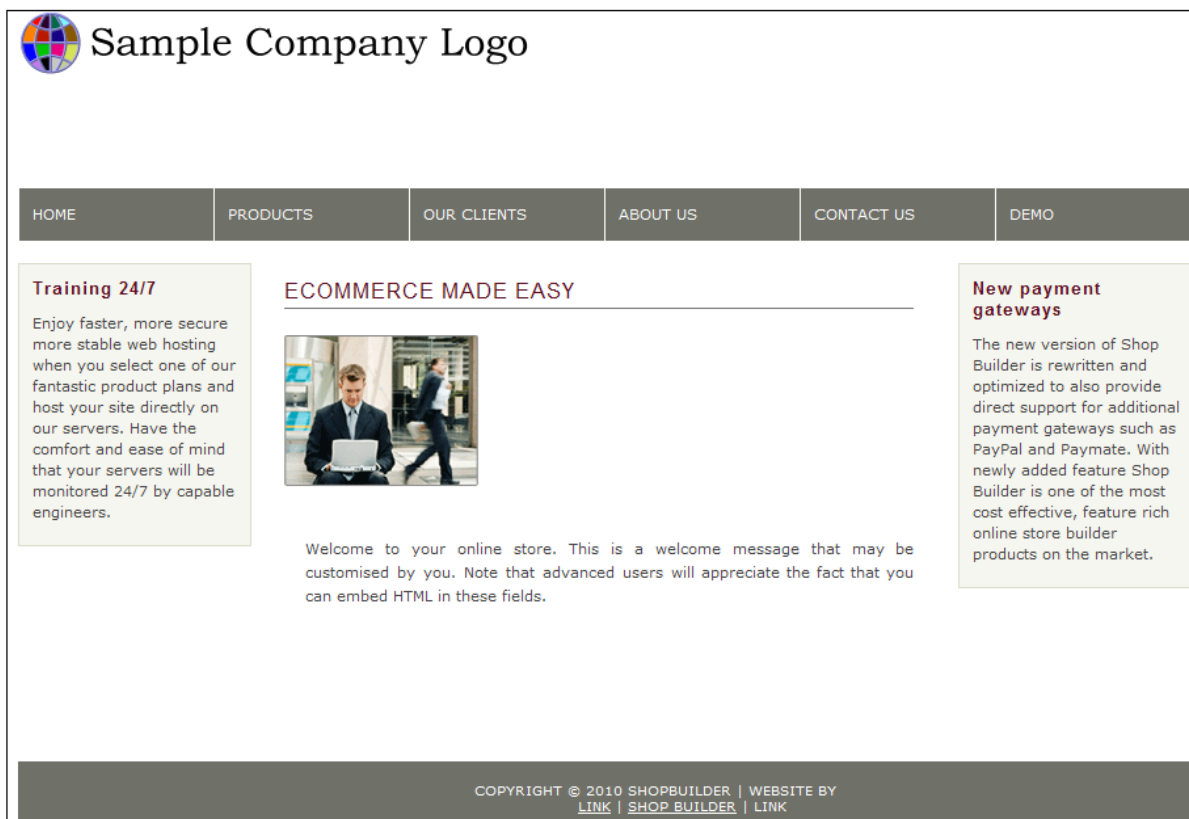 Sample Company Logo
HOME
PRODUCTS
OUR CLIENTS
ABOUT US
CONTACT US
DEMO
Training 24/7
Enjoy faster, more secure
more stable web hosting
when you select one of our
fantastic product plans and
host your site directly on
our servers. Have the
comfort and ease of mind
that your servers will be
monitored 24/7 by capable
engineers.
ECOMMERCE MADE EASY
Welcome to your online store. This is a welcome message that may be
customised by you. Note that advanced users will appreciate the fact that you
can embed HTML in these fields.
New payment
gateways
The new version of Shop
Builder is rewritten and
optimized to also provide
direct support for additional
payment gateways such as
PayPal and Paymate. With
newly added feature Shop
Builder is one of the most
cost effective, feature rich
online store builder
products on the market.
COPYRIGHT © 2010 SHOPBUILDER | WEBSITE BY
LINK | SHOP BUILDER | LINK